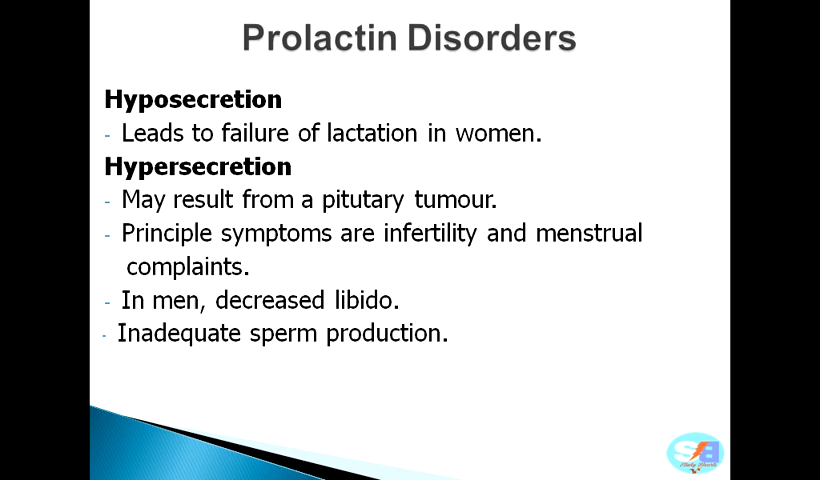 Prolactin Disorders
Hyposecretion
- Leads to failure of lactation in women.
Hypersecretion
- May result from a pitutary tumour.
- Principle symptoms are infertility and menstrual
complaints.
- In men, decreased libido.
- Inadequate sperm production.